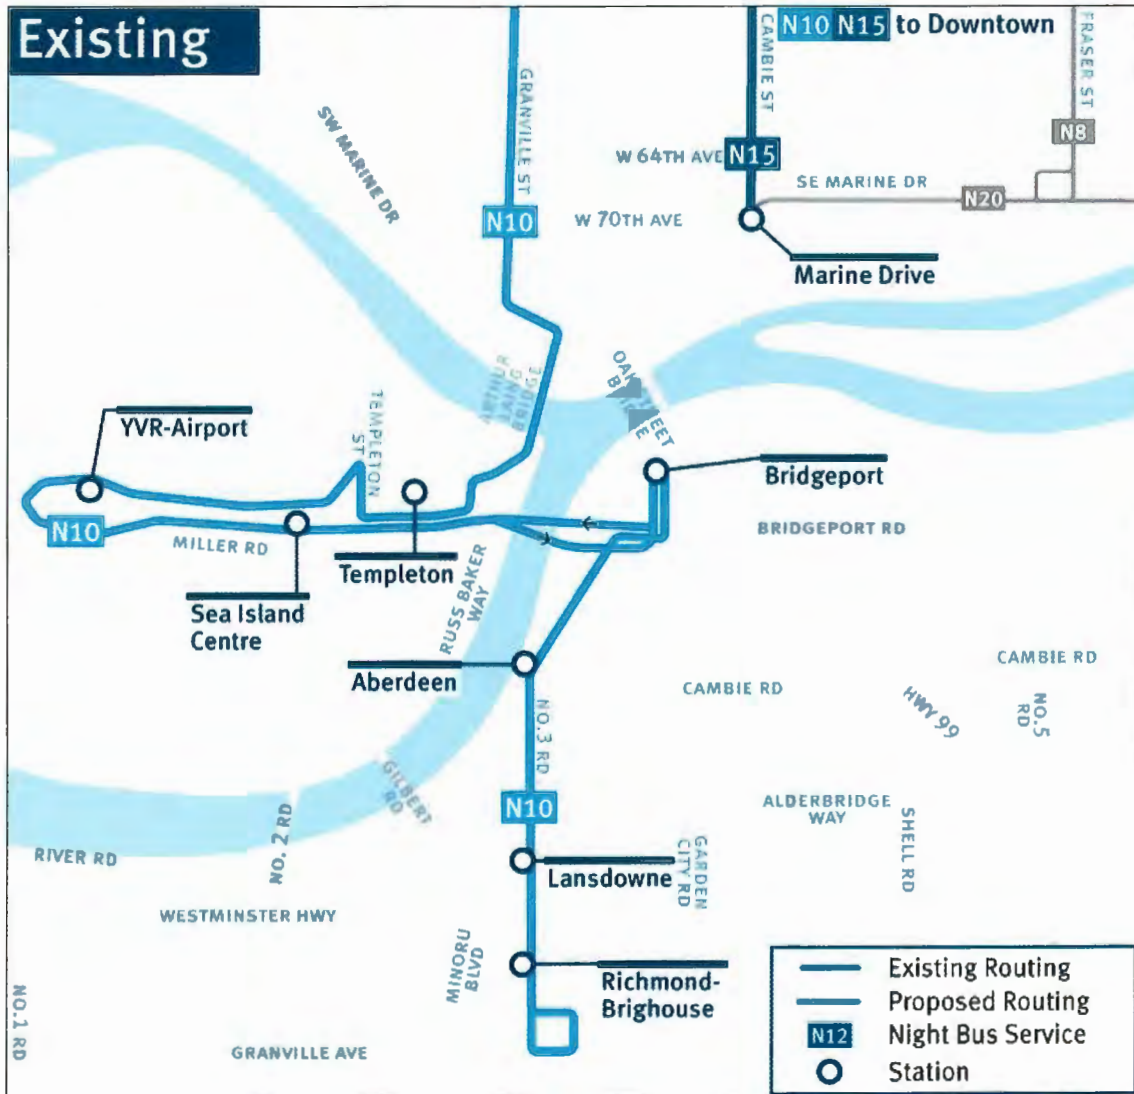 Existing
N10 N15 to Downtown
GRANVILLE ST
CAMBIE ST
FRASER ST
SW MARINE DR
N8
W 64TH AVE
N15
SE MARINE DR
N20
N10
W 70TH AVE
Marine Drive
ARTHUR
LAING
BRIDGE
OAK STREET
BRIDGE
TEMPLETON
ST
YVR-Airport
Bridgeport
BRIDGEPORT RD
N10
MILLER RD
Templeton
RUSS BAKER
WAY
Sea Island
Centre
Aberdeen
CAMBIE RD
CAMBIE RD
HWY 99
NO.5
RD
NO.3 RD
GILBERT
RD
N10
ALDERBRIDGE
WAY
SHELL RD
NO. 2 RD
RIVER RD
Lansdowne
GARDEN
CITY RD
WESTMINSTER HWY
MINORU
BLVD
Richmond-
Brighouse
NO.1 RD
GRANVILLE AVE
Existing Routing
Proposed Routing
N12 Night Bus Service
Station